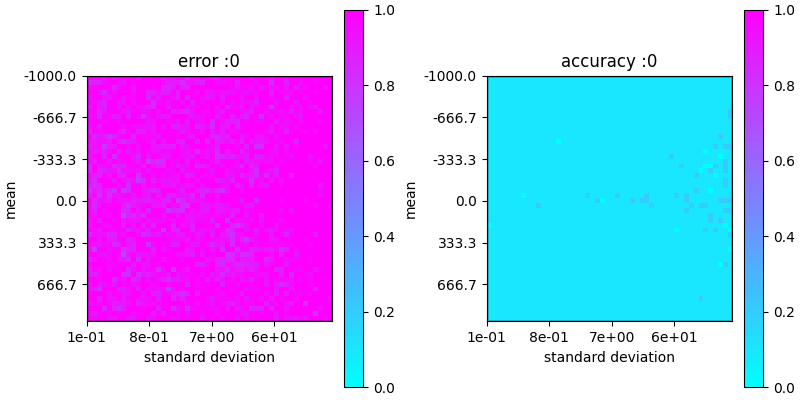 error :0
mean
-1000.0
-666.7
-333.3
0.0
333.3
666.7
1e-01
8e-01
7e+00
6e+01
standard deviation
1.0
0.8
0.6
0.4
0.2
0.0
accuracy :0
mean
-1000.0
-666.7
-333.3
0.0
333.3
666.7
1e-01
8e-01
7e+00
6e+01
standard deviation
1.0
0.8
0.6
0.4
0.2
0.0